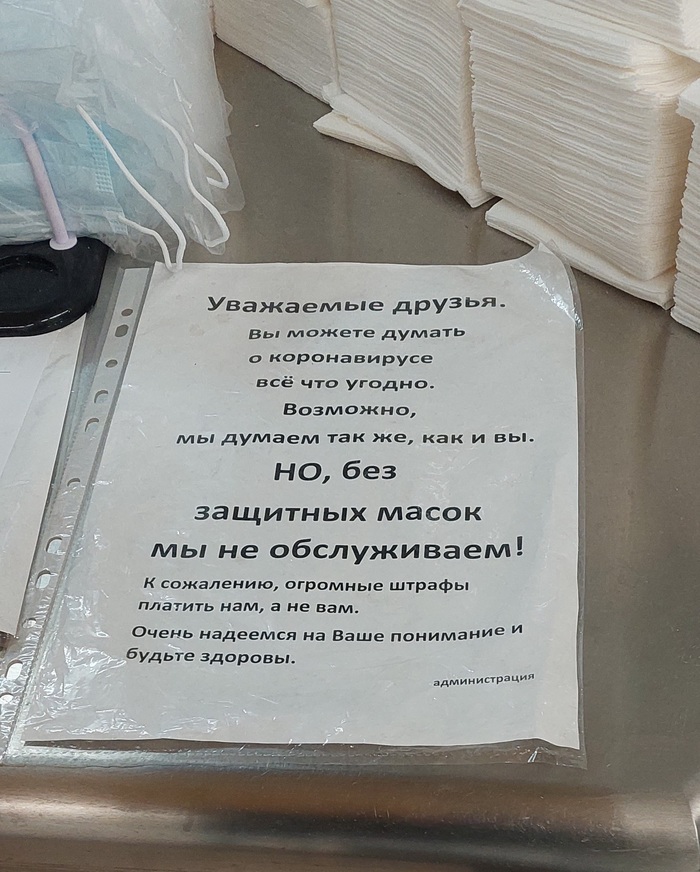 Уважаемые друзья.
Вы можете думать
о коронавирусе
всё что угодно.
Возможно,
мы думаем так же, как и вы.
НО, без
защитных масок
мы не обслуживаем!
К сожалению, огромные штрафы
платить нам, а не вам.
Очень надеемся на Ваше понимание и
будьте здоровы.
администрация